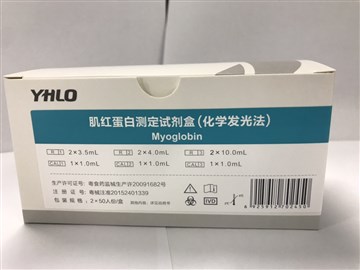 YHLO
肌红蛋白测定试剂盒(化学发光法)
Myoglobin
2×3.5mL 2×4.0mL 2×10.0mL
CAL1 1×1.0mL CAL2 1×1.0mL CAL3 1×1.0mL
生产许可证号:粤食药监械生产许20091682号
注册证号:粤械注准20152401339
包装规格:2×50人份/盒
IVD